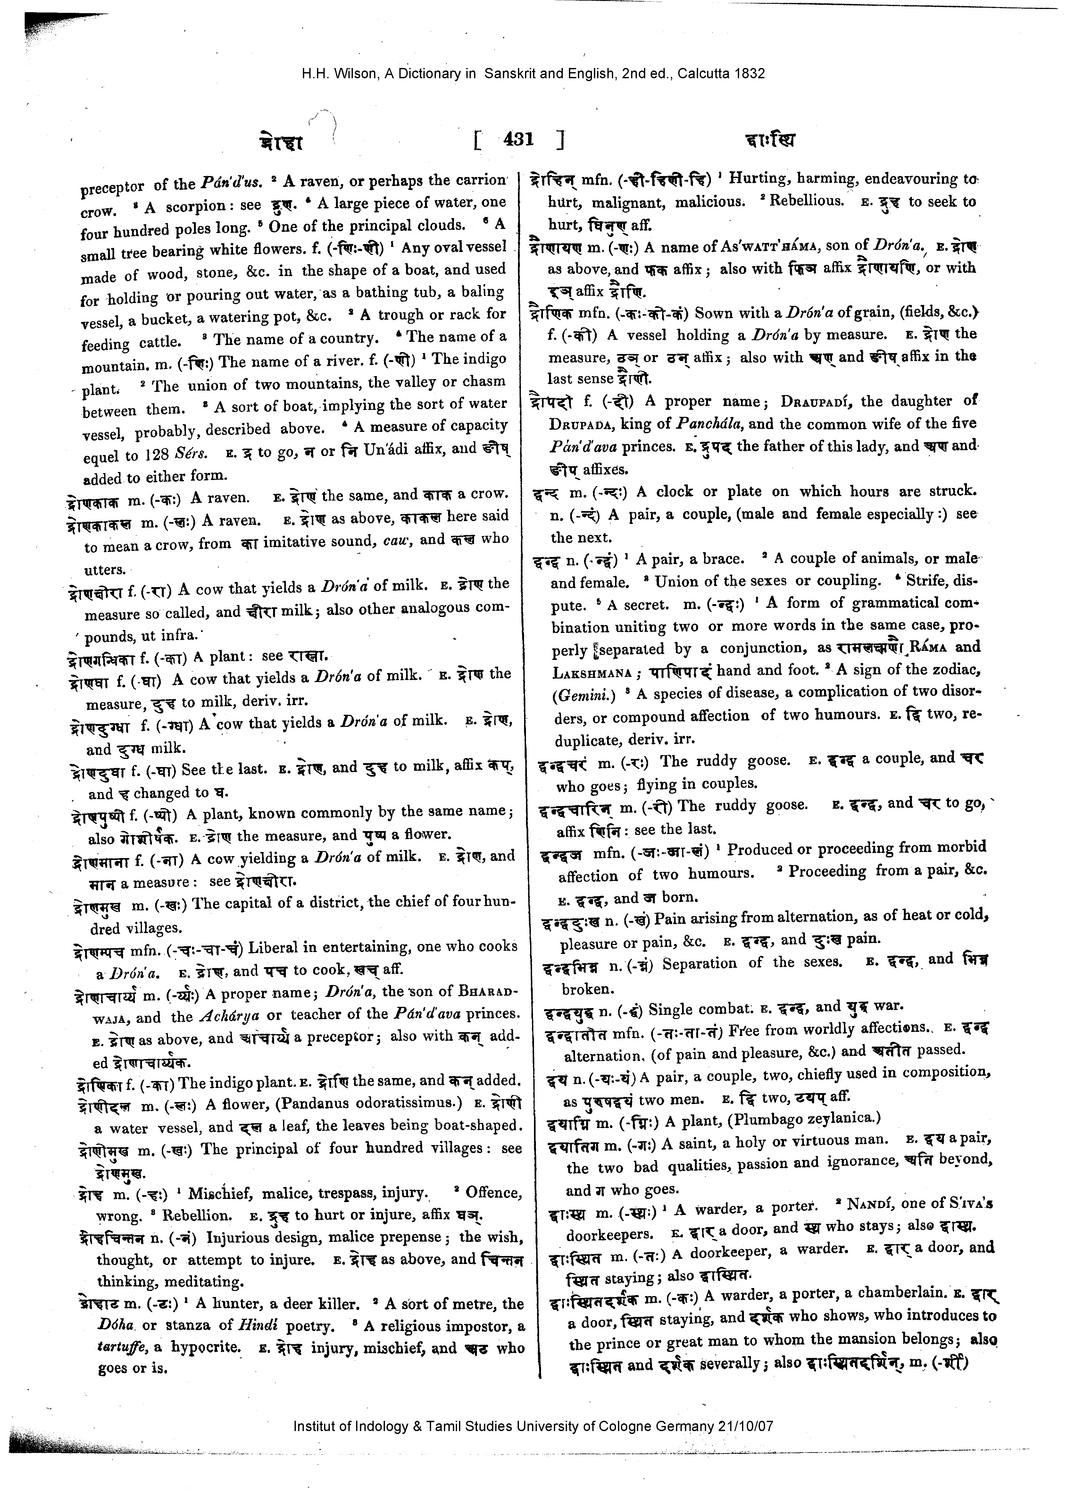 H.H. Wilson, A Dictionary in Sanskrit and English, 2nd ed., Calcutta 1832
द्रोहा [ 431 ] द्वाःस्थि
preceptor of the Pán'd'us. ² A raven, or perhaps the carrion
crow. ³ A scorpion: see द्रुण. ⁴ A large piece of water, one
four hundred poles long. ⁵ One of the principal clouds. ⁶ A
small tree bearing white flowers. f. (-णिः-णी) ¹ Any oval vessel
made of wood, stone, &c. in the shape of a boat, and used
for holding or pouring out water, as a bathing tub, a baling
vessel, a bucket, a watering pot, &c. ² A trough or rack for
feeding cattle. ³ The name of a country. ⁴ The name of a
mountain. m. (-णिः) The name of a river. f. (-णी) ¹ The indigo
plant. ² The union of two mountains, the valley or chasm
between them. ³ A sort of boat, implying the sort of water
vessel, probably, described above. ⁴ A measure of capacity
equel to 128 Sérs. E. द्र to go, न or नि Un'ádi affix, and ङीष्
added to either form.
द्रोणकाक m. (-कः) A raven. E. द्रोण the same, and काक a crow.
द्रोणकाकल m. (-लः) A raven. E. द्रोण as above, काकल here said
to mean a crow, from का imitative sound, caw, and कल who
utters.
द्रोणक्षीरा f. (-रा) A cow that yields a Drón'a of milk. E. द्रोण the
measure so called, and क्षीरा milk; also other analogous com-
pounds, ut infra.
द्रोणगन्धिका f. (-का) A plant: see रास्ना.
द्रोणघा f. (-घा) A cow that yields a Drón'a of milk. E. द्रोण the
measure, दुह to milk, deriv. irr.
द्रोणदुग्धा f. (-ग्धा) A cow that yields a Drón'a of milk. E. द्रोण,
and दुग्ध milk.
द्रोणदुघा f. (-घा) See the last. E. द्रोण, and दुह to milk, affix कप्,
and ह changed to घ.
द्रोणपुष्पी f. (-ष्पी) A plant, known commonly by the same name;
also गोशीर्षक. E. द्रोण the measure, and पुष्प a flower.
द्रोणमाना f. (-ना) A cow yielding a Drón'a of milk. E. द्रोण, and
मान a measure: see द्रोणक्षीरा.
द्रोणमुख m. (-खः) The capital of a district, the chief of four hun-
dred villages.
द्रोणम्पच mfn. (-चः-चा-चं) Liberal in entertaining, one who cooks
a Drón'a. E. द्रोण, and पच to cook, खच् aff.
द्रोणाचार्य्य m. (-र्य्यः) A proper name; Drón'a, the son of BHARAD-
WAJA, and the Achárya or teacher of the Pán'd'ava princes.
E. द्रोण as above, and आचार्य्य a preceptor; also with कन् add-
ed द्रोणाचार्य्यक.
द्रोणिका f. (-का) The indigo plant. E. द्रोणि the same, and कन् added.
द्रोणीदल m. (-लः) A flower, (Pandanus odoratissimus.) E. द्रोणी
a water vessel, and दल a leaf, the leaves being boat-shaped.
द्रोणीमुख m. (-खः) The principal of four hundred villages: see
द्रोणमुख.
द्रोह m. (-हः) ¹ Mischief, malice, trespass, injury. ² Offence,
wrong. ³ Rebellion. E. द्रुह to hurt or injure, affix घञ्.
द्रोहचिन्तन n. (-नं) Injurious design, malice prepense; the wish,
thought, or attempt to injure. E. द्रोह as above, and चिन्तन
thinking, meditating.
द्रोहाट m. (-टः) ¹ A hunter, a deer killer. ² A sort of metre, the
Dóha or stanza of Hindí poetry. ³ A religious impostor, a
tartuffe, a hypocrite. E. द्रोह injury, mischief, and अट who
goes or is.
द्रोहिन् mfn. (-ही-हिणी-हि) ¹ Hurting, harming, endeavouring to
hurt, malignant, malicious. ² Rebellious. E. द्रुह to seek to
hurt, घिनुण् aff.
द्रौणायण m. (-णः) A name of As'WATT'HÁMA, son of Drón'a. E. द्रोण
as above, and फक affix; also with फिञ affix द्रौणायणि, or with
इञ् affix द्रौणि.
द्रौणिक mfn. (-कः-की-कं) Sown with a Drón'a of grain, (fields, &c.)
f. (-की) A vessel holding a Drón'a by measure. E. द्रोण the
measure, ठञ् or ठन् affix; also with अण and ङीष् affix in the
last sense द्रौणी.
द्रौपदी f. (-दी) A proper name; DRAUPADÍ, the daughter of
DRUPADA, king of Panchála, and the common wife of the five
Pán'd'ava princes. E. द्रुपद the father of this lady, and अण and
ङीप् affixes.
द्वन्द m. (-न्दः) A clock or plate on which hours are struck.
n. (-न्दं) A pair, a couple, (male and female especially:) see
the next.
द्वन्द्व n. (-न्द्वं) ¹ A pair, a brace. ² A couple of animals, or male
and female. ³ Union of the sexes or coupling. ⁴ Strife, dis-
pute. ⁵ A secret. m. (-न्द्वः) ¹ A form of grammatical com-
bination uniting two or more words in the same case, pro-
perly separated by a conjunction, as रामलक्ष्मणौ RÁMA and
LAKSHMANA; पाणिपादं hand and foot. ² A sign of the zodiac,
(Gemini.) ³ A species of disease, a complication of two disor-
ders, or compound affection of two humours. E. द्वि two, re-
duplicate, deriv. irr.
द्वन्द्वचर m. (-रः) The ruddy goose. E. द्वन्द्व a couple, and चर
who goes; flying in couples.
द्वन्द्वचारिन् m. (-री) The ruddy goose. E. द्वन्द्व, and चर to go,
affix णिनि: see the last.
द्वन्द्वज mfn. (-जः-जा-जं) ¹ Produced or proceeding from morbid
affection of two humours. ² Proceeding from a pair, &c.
E. द्वन्द्व, and ज born.
द्वन्द्वदुःख n. (-खं) Pain arising from alternation, as of heat or cold,
pleasure or pain, &c. E. द्वन्द्व, and दुःख pain.
द्वन्द्वभिन्न n. (-न्नं) Separation of the sexes. E. द्वन्द्व, and भिन्न
broken.
द्वन्द्वयुद्ध n. (-द्धं) Single combat. E. द्वन्द्व, and युद्ध war.
द्वन्द्वातीत mfn. (-तः-ता-तं) Free from worldly affections. E. द्वन्द्व
alternation, (of pain and pleasure, &c.) and अतीत passed.
द्वय n. (-यः-यं) A pair, a couple, two, chiefly used in composition,
as पुरुषद्वयं two men. E. द्वि two, टयप् aff.
द्वयाग्नि m. (-ग्निः) A plant, (Plumbago zeylanica.)
द्वयातिग m. (-गः) A saint, a holy or virtuous man. E. द्वय a pair,
the two bad qualities, passion and ignorance, अति beyond,
and ग who goes.
द्वाःस्थ m. (-स्थः) ¹ A warder, a porter. ² NANDÍ, one of S'IVA's
doorkeepers. E. द्वार् a door, and स्थ who stays; also द्वास्थ.
द्वाःस्थित m. (-तः) A doorkeeper, a warder. E. द्वार् a door, and
स्थित staying; also द्वास्थित.
द्वाःस्थितदर्शक m. (-कः) A warder, a porter, a chamberlain. E. द्वार्
a door, स्थित staying, and दर्शक who shows, who introduces to
the prince or great man to whom the mansion belongs; also
द्वाःस्थित and दर्शक severally; also द्वाःस्थितदर्शिन्, m. (-र्शी)
Institut of Indology & Tamil Studies University of Cologne Germany 21/10/07